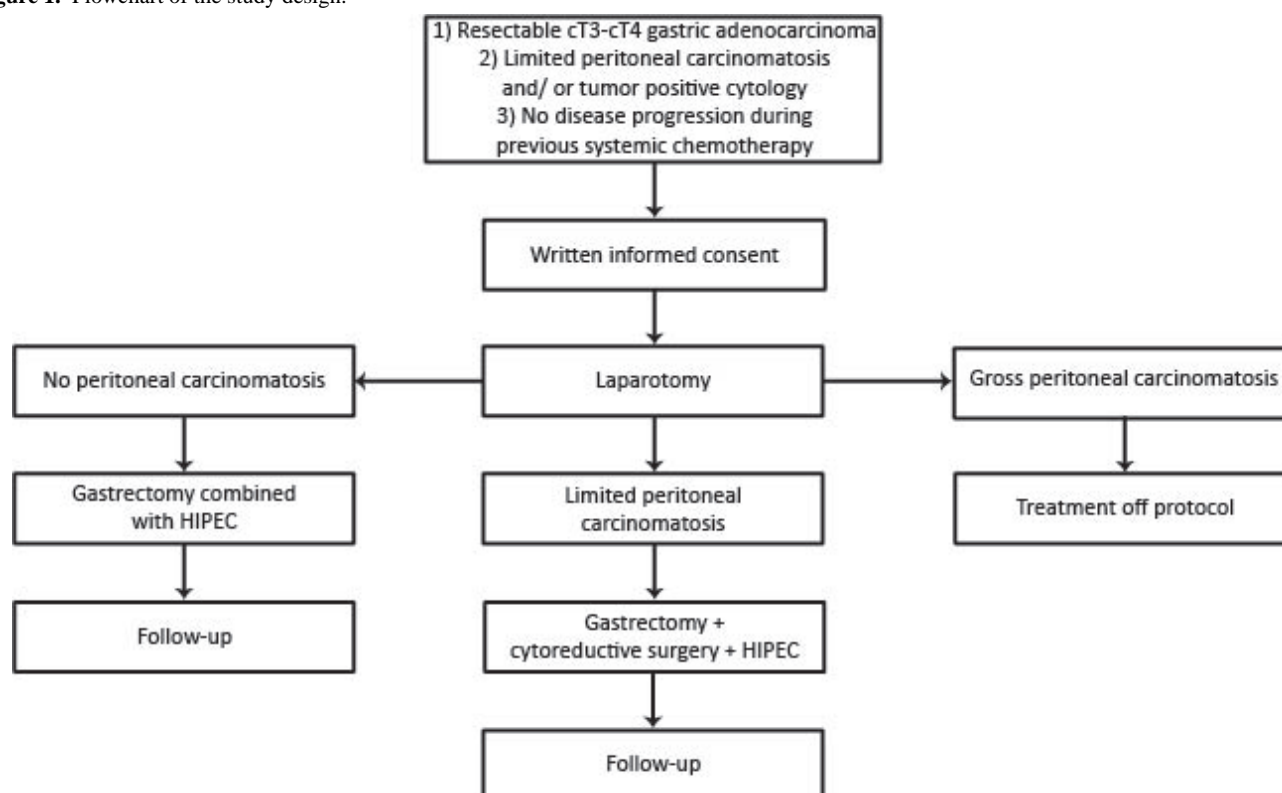 Figure 1. Flowchart of the study design.
1) Resectable cT3-cT4 gastric adenocarcinoma
2) Limited peritoneal carcinomatosis
and/ or tumor positive cytology
3) No disease progression during
previous systemic chemotherapy
Written informed consent
No peritoneal carcinomatosis
Laparotomy
Gross peritoneal carcinomatosis
Gastrectomy combined
with HIPEC
Limited peritoneal
carcinomatosis
Treatment off protocol
Follow-up
Gastrectomy +
cytoreductive surgery + HIPEC
Follow-up